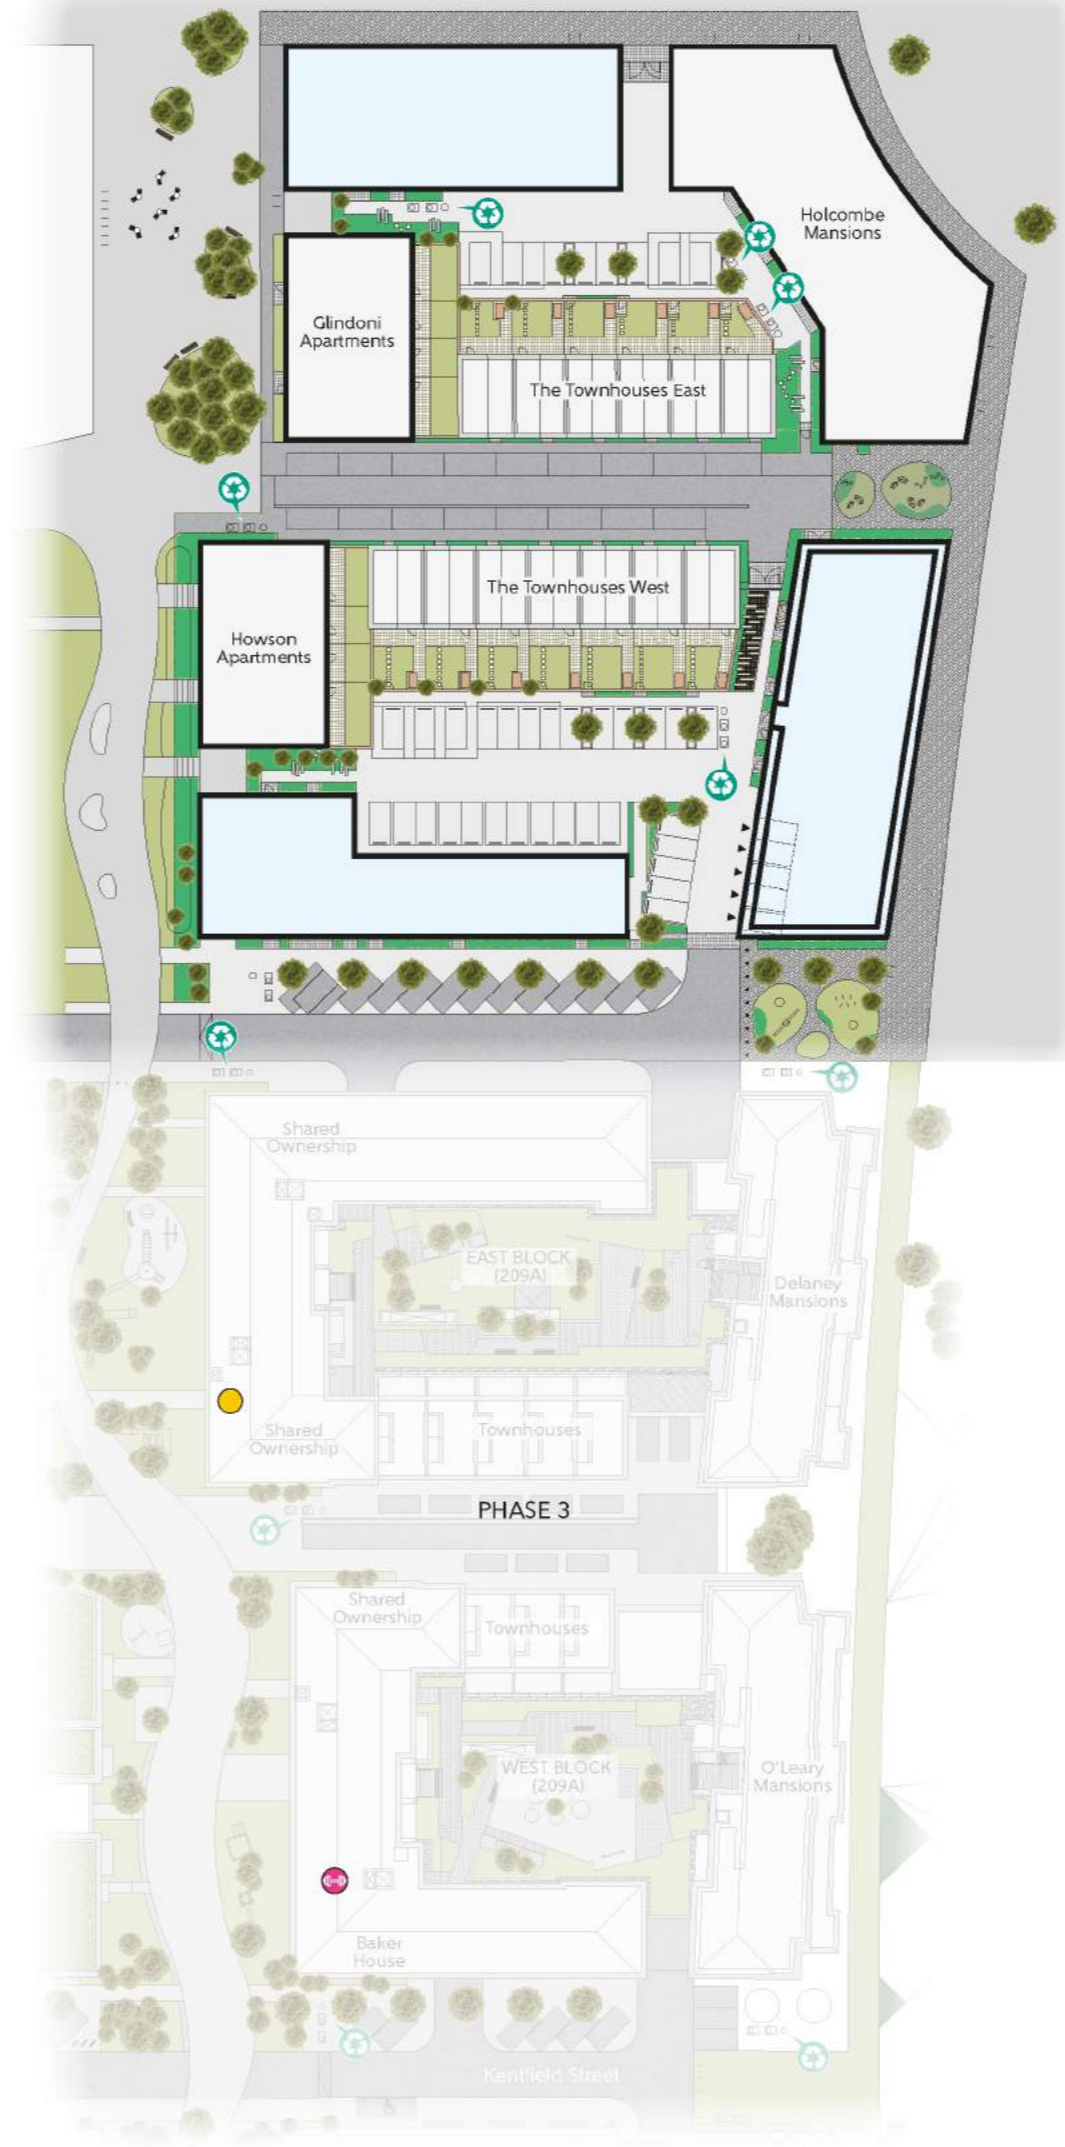 Holcombe
Mansions
Glindoni
Apartments
The Townhouses East
The Townhouses West
Howson
Apartments
Shared
Ownership
EAST BLOCK
(209A)
Delaney
Mansions
Shared
Ownership
Townhouses
PHASE 3
Shared
Ownership
Townhouses
WEST BLOCK
(209A)
O'Leary
Mansions
Baker
House
Kentfield Street